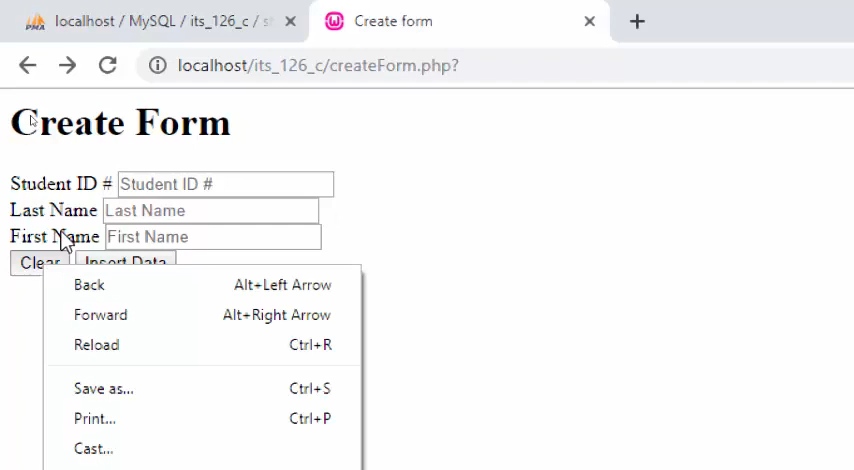 PMA localhost / MySQL / its_126_c / s
Create form
localhost/its_126_c/createForm.php?
Create Form
Student ID # Student ID #
Last Name Last Name
First Name First Name
Clear Insert Data
Back Alt+Left Arrow
Forward Alt+Right Arrow
Reload Ctrl+R
Save as... Ctrl+S
Print... Ctrl+P
Cast...